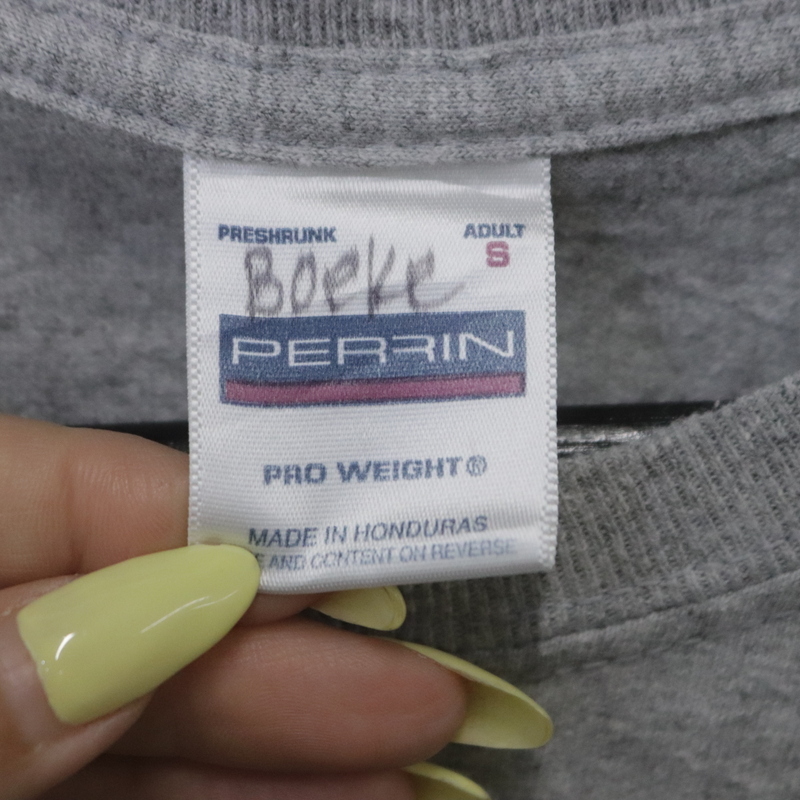 PRESHRUNK ADULT
S
Boeke
PERRIN
PRO WEIGHT®
MADE IN HONDURAS
E AND CONTENT ON REVERSE